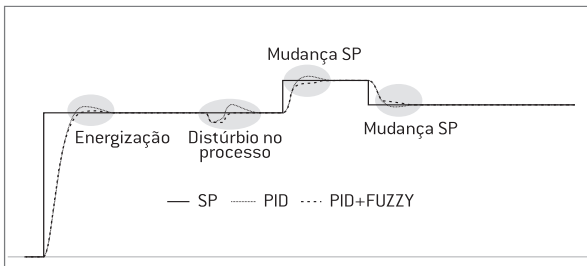 Mudança SP
Energização
Distúrbio no
processo
Mudança SP
SP
PID
PID+FUZZY